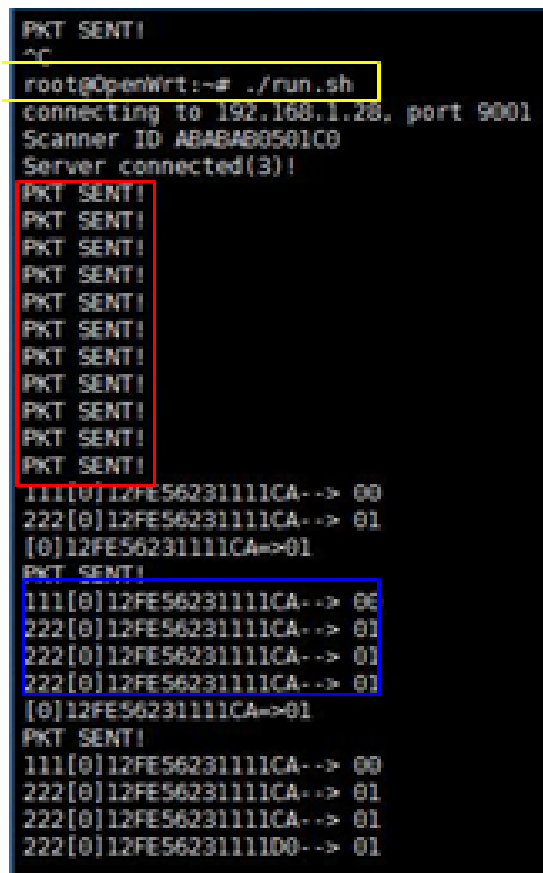 PKT SENT!
^C
root@OpenWrt:~# ./run.sh
connecting to 192.168.1.28, port 9001
Scanner ID ABABAB0501C0
Server connected(3)!
PKT SENT!
PKT SENT!
PKT SENT!
PKT SENT!
PKT SENT!
PKT SENT!
PKT SENT!
PKT SENT!
PKT SENT!
PKT SENT!
PKT SENT!
111[0]12FE56231111CA--> 00
222[0]12FE56231111CA--> 01
[0]12FE56231111CA=>01
PKT SENT!
111[0]12FE56231111CA--> 00
222[0]12FE56231111CA--> 01
222[0]12FE56231111CA--> 01
222[0]12FE56231111CA--> 01
[0]12FE56231111CA=>01
PKT SENT!
111[0]12FE56231111CA--> 00
222[0]12FE56231111CA--> 01
222[0]12FE56231111CA--> 01
222[0]12FE56231111D0--> 01